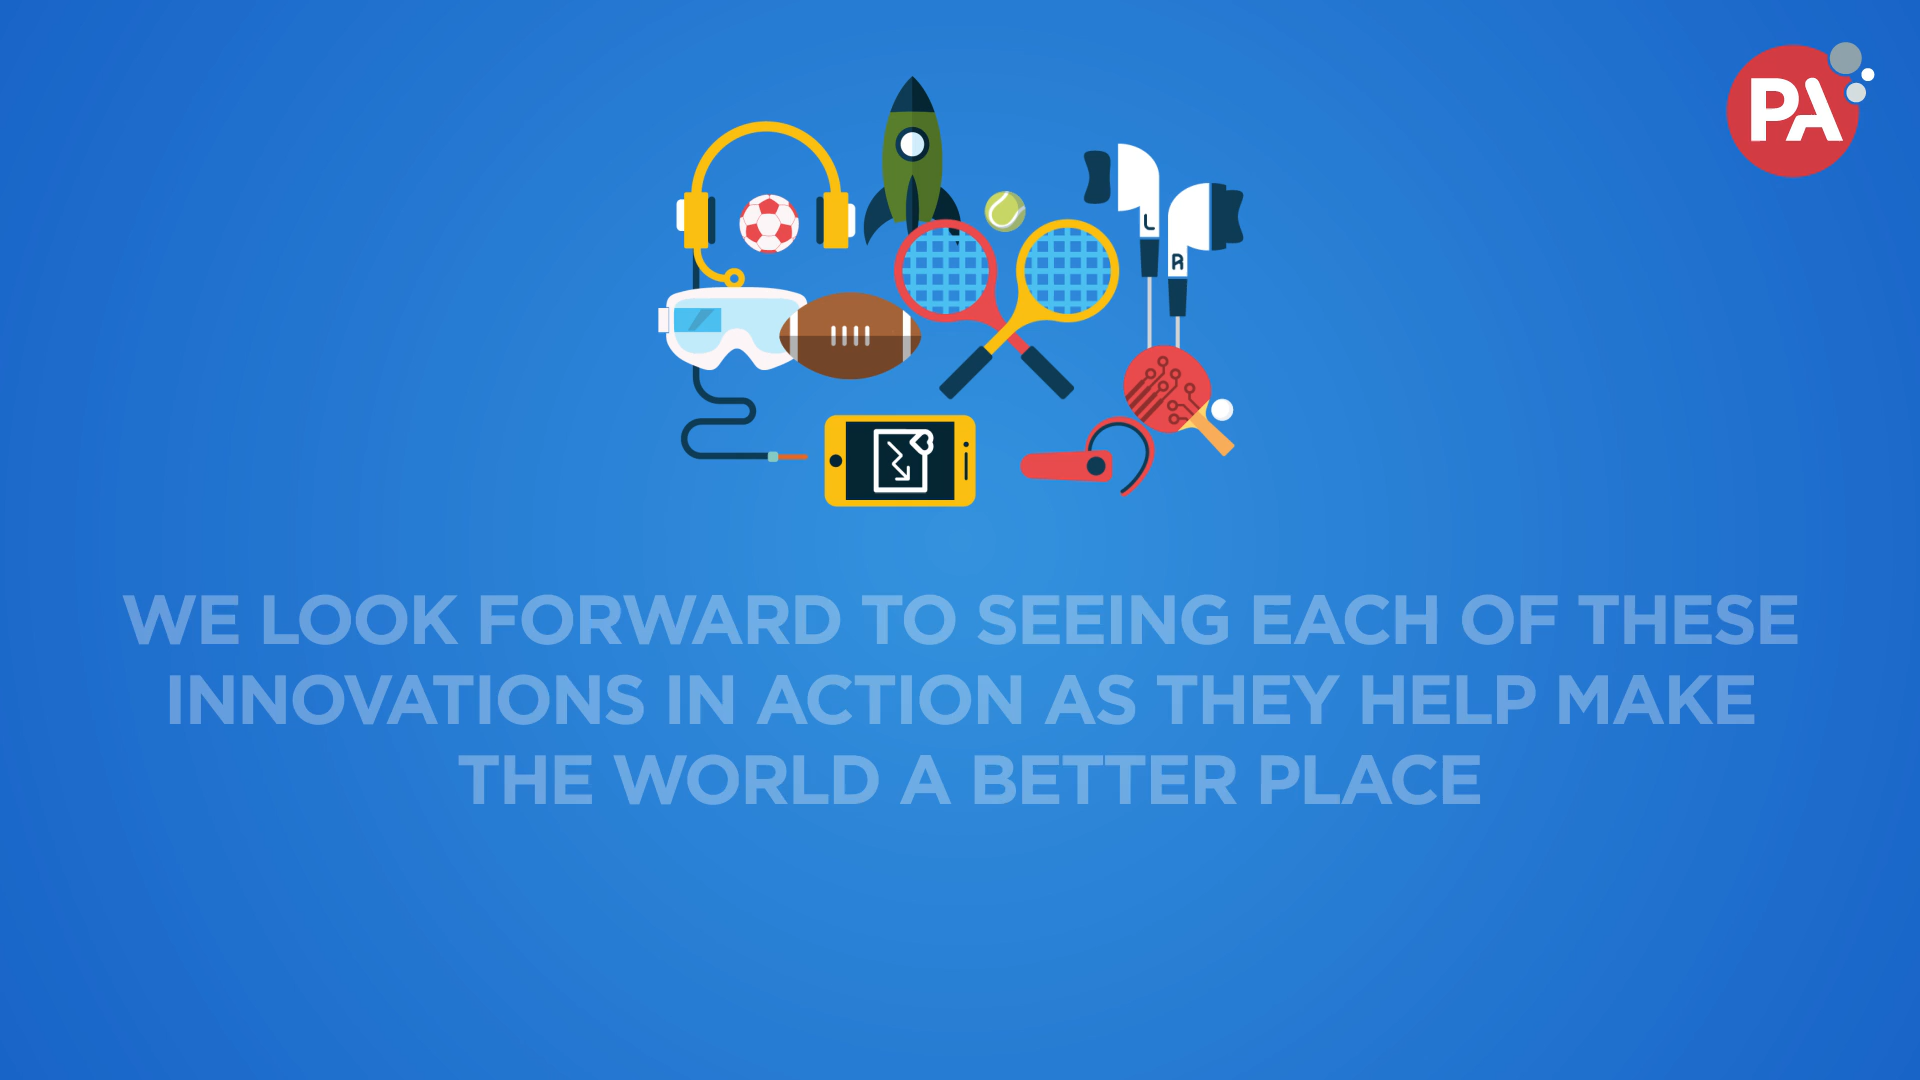 PA
L
R
WE LOOK FORWARD TO SEEING EACH OF THESE
INNOVATIONS IN ACTION AS THEY HELP MAKE
THE WORLD A BETTER PLACE